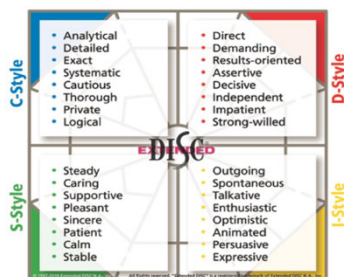 C-Style
Analytical
Detailed
Exact
Systematic
Cautious
Thorough
Private
Logical
D-Style
Direct
Demanding
Results-oriented
Assertive
Decisive
Independent
Impatient
Strong-willed
EXTENDED
DISC
S-Style
Steady
Caring
Supportive
Pleasant
Sincere
Patient
Calm
Stable
I-Style
Outgoing
Spontaneous
Talkative
Enthusiastic
Optimistic
Animated
Persuasive
Expressive